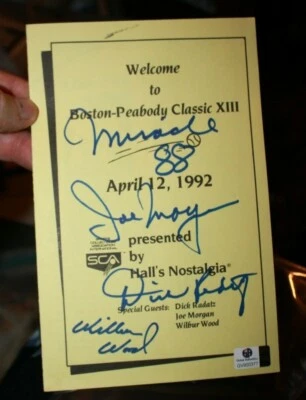 Welcome
to
Boston-Peabody Classic XIII
Miracle
88
April 12, 1992
Joe Morgan
presented
by
SCA
Hall's Nostalgia®
Dick Radatz
Special Guests: Dick Radatz
Joe Morgan
Wilbur Wood
Wilbur
Wood